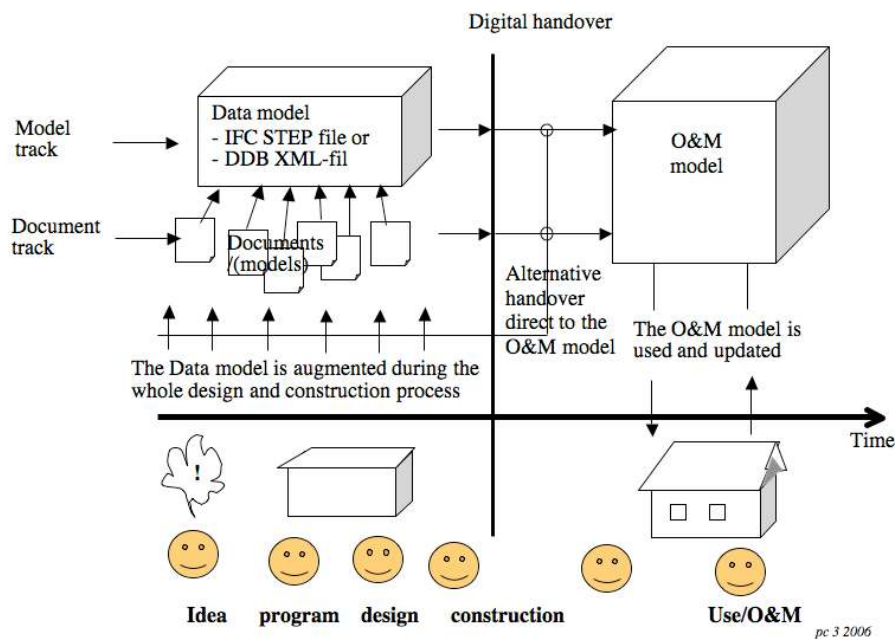 Digital handover
Model
track
Data model
- IFC STEP file or
- DDB XML-fil
O&M
model
Document
track
Documents
/(models)
Alternative
handover
direct to the
O&M model
The O&M model is
used and updated
The Data model is augmented during the
whole design and construction process
Time
!
Idea program design construction Use/O&M
pc 3 2006